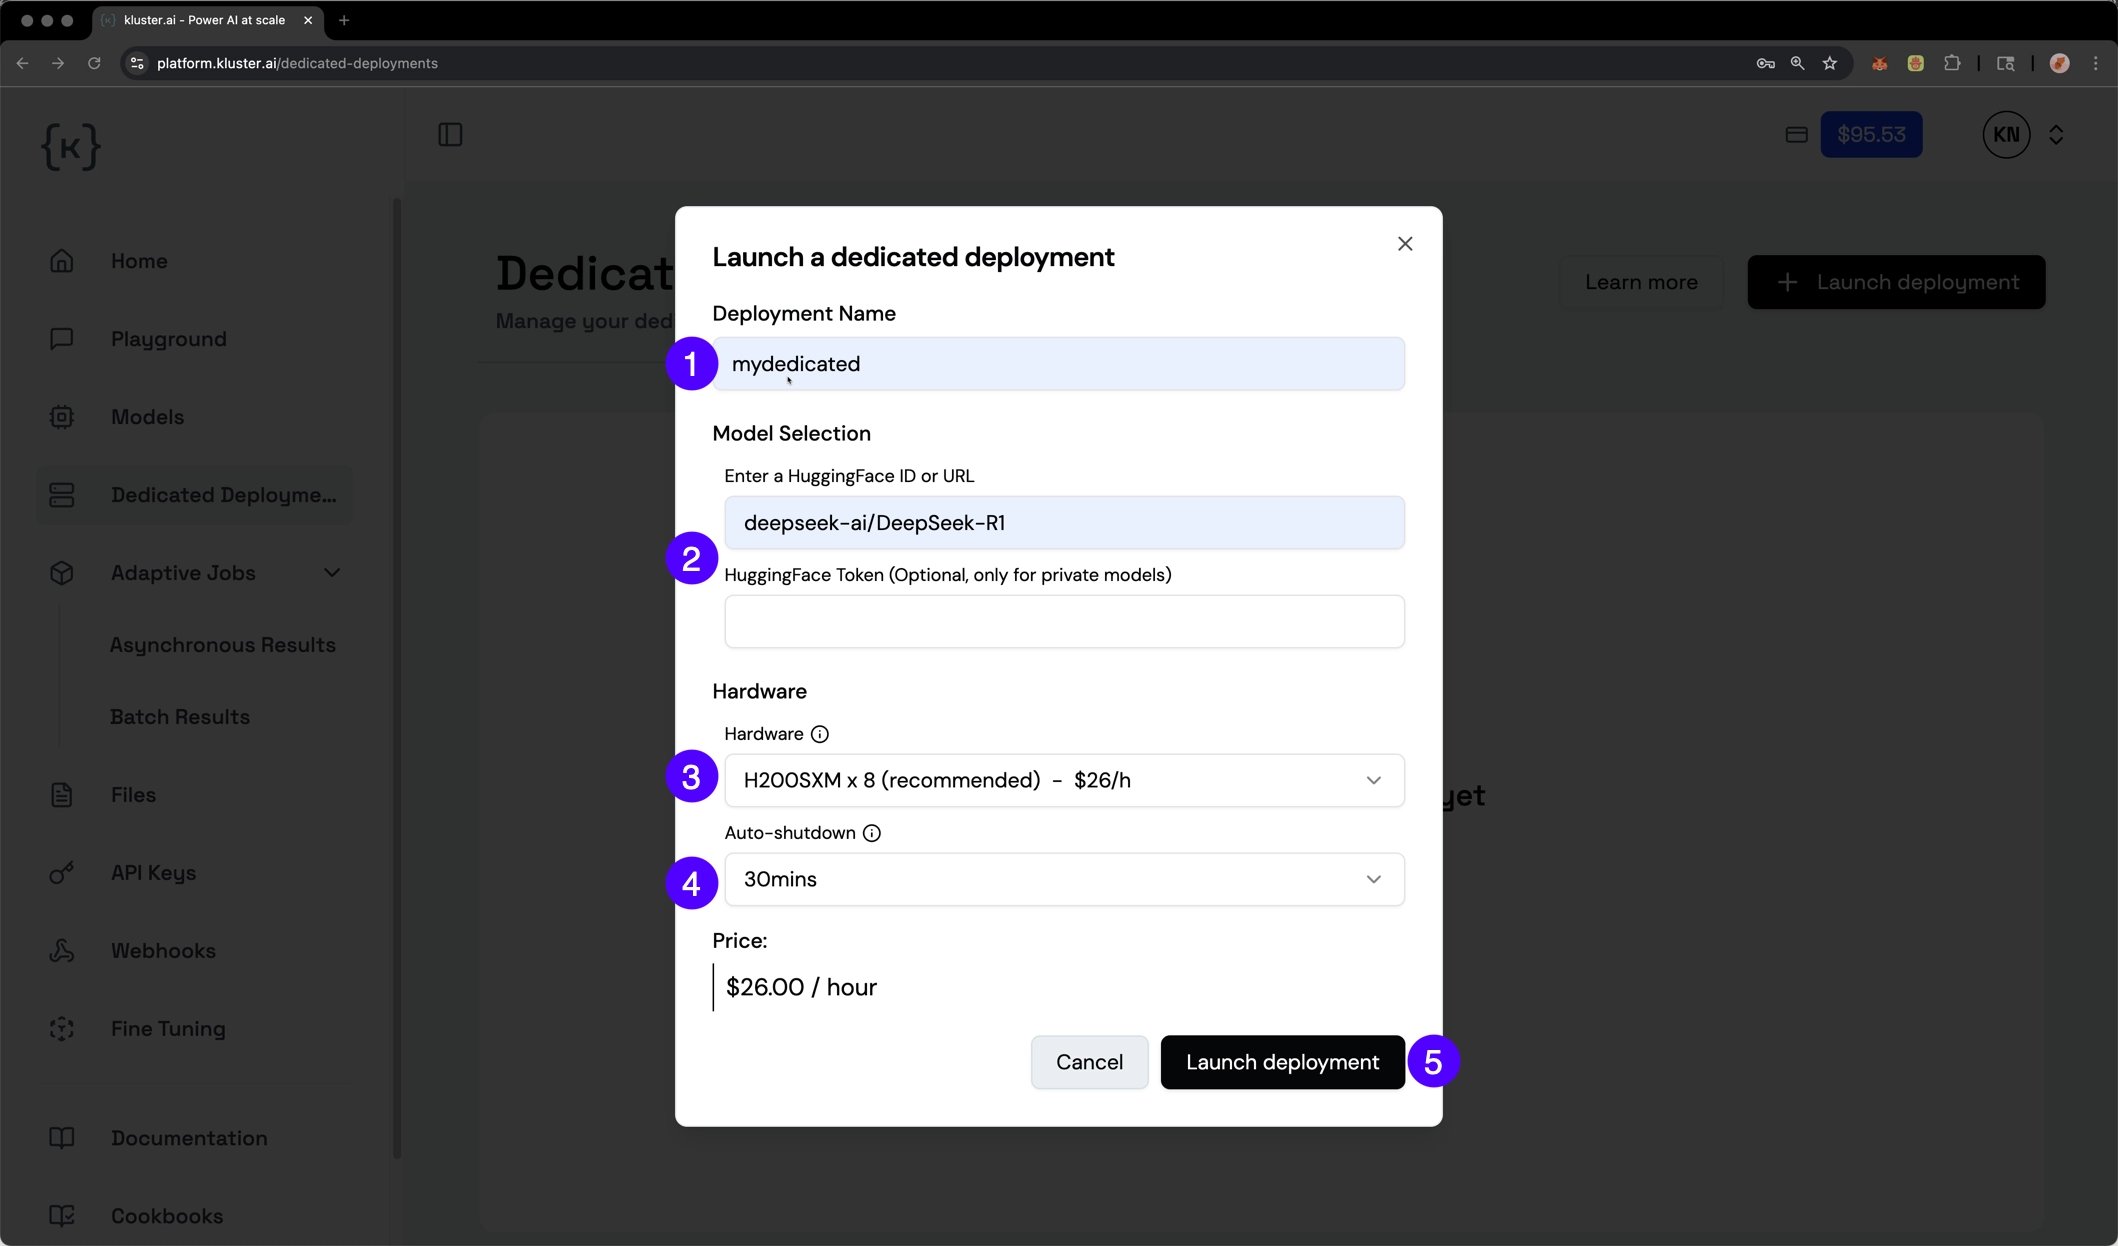 kluster.ai - Power AI at scale
platform.kluster.ai/dedicated-deployments
{K}
$95.53
KN
Home
Playground
Models
Dedicated Deployme...
Adaptive Jobs
Asynchronous Results
Batch Results
Files
API Keys
Webhooks
Fine Tuning
Documentation
Cookbooks
Dedicat
Manage your ded
Learn more
Launch deployment
yet
Launch a dedicated deployment
Deployment Name
1
mydedicated
Model Selection
Enter a HuggingFace ID or URL
deepseek-ai/DeepSeek-R1
2
HuggingFace Token (Optional, only for private models)
Hardware
Hardware
3
H200SXM x 8 (recommended) - $26/h
Auto-shutdown
4
30mins
Price:
$26.00 / hour
Cancel
Launch deployment
5